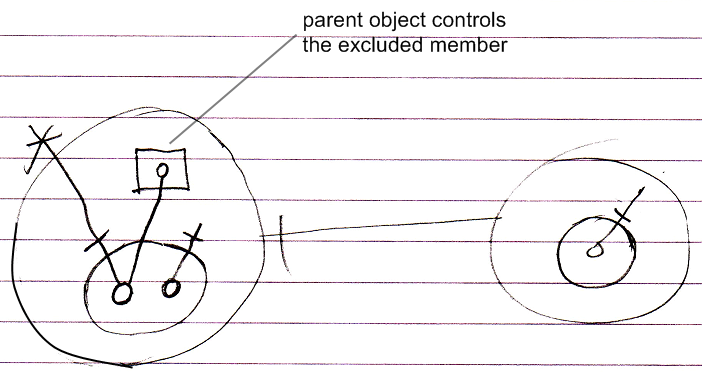 parent object controls
the excluded member